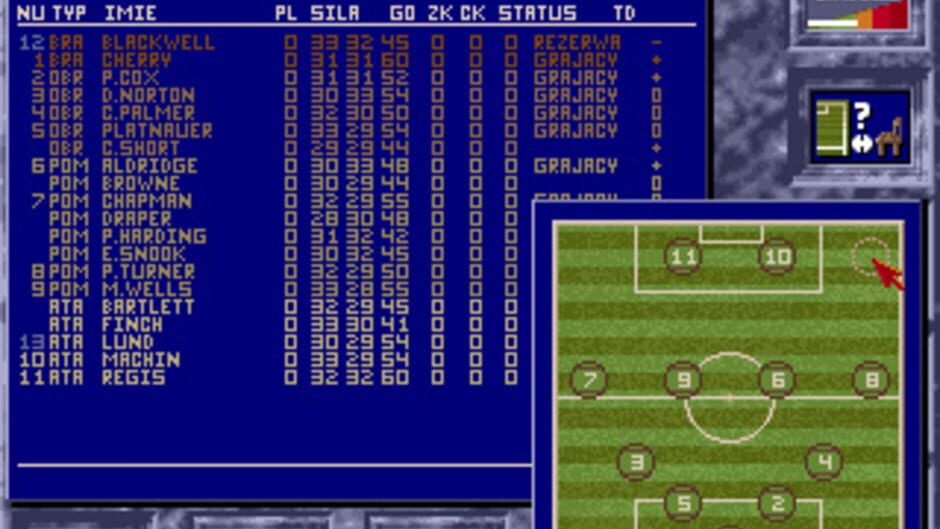 NU TYP IMIE PL SILA GO ZK CK STATUS TD
12 BRA BLACKWELL 0 33 32 45 0 0 0 REZERWA -
1 BRA CHERRY 0 31 31 60 0 0 0 GRAJACY +
2 OBR P.COX 0 31 31 52 0 0 0 GRAJACY +
3 OBR D.NORTON 0 30 33 54 0 0 0 GRAJACY 0
4 OBR C.PALMER 0 32 30 50 0 0 0 GRAJACY 0
5 OBR PLATNAUER 0 33 29 54 0 0 0 GRAJACY 0
OBR C.SHORT 0 29 29 44 0 0 0 +
6 POM ALDRIDGE 0 30 33 48 0 0 0 GRAJACY +
POM BROWNE 0 30 29 44 0 0 0 0
7 POM CHAPMAN 0 32 29 55 0 0 0
POM DRAPER 0 28 30 48 0 0 0
POM P.HARDING 0 31 32 42 0 0 0
POM E.SNOOK 0 30 32 45 0 0 0
8 POM P.TURNER 0 32 29 50 0 0 0
9 POM M.WELLS 0 33 28 55 0 0 0
ATA BARTLETT 0 32 29 45 0 0 0
ATA FINCH 0 33 30 41 0 0 0
13 ATA LUND 0 30 29 54 0 0 0
10 ATA MACHIN 0 33 29 54 0 0 0
11 ATA REGIS 0 32 32 60 0 0 0
?
11 10
7 9 6 8
3 4
5 2